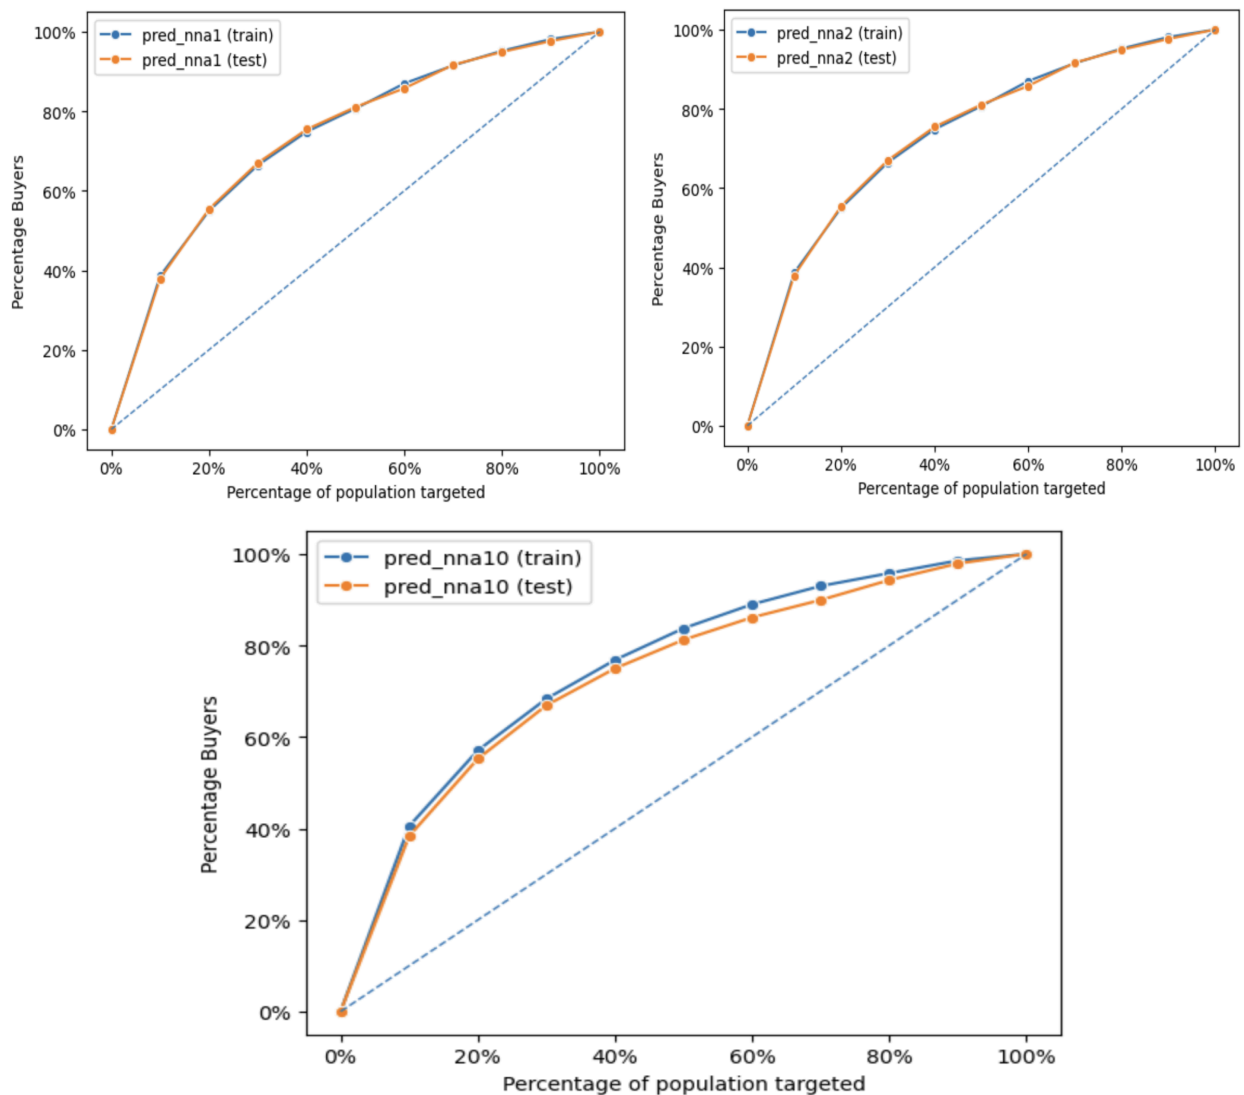 pred_nna1 (train)
pred_nna1 (test)
100%
80%
60%
40%
20%
0%
Percentage Buyers
0% 20% 40% 60% 80% 100%
Percentage of population targeted
pred_nna2 (train)
pred_nna2 (test)
100%
80%
60%
40%
20%
0%
Percentage Buyers
0% 20% 40% 60% 80% 100%
Percentage of population targeted
pred_nna10 (train)
pred_nna10 (test)
100%
80%
60%
40%
20%
0%
Percentage Buyers
0% 20% 40% 60% 80% 100%
Percentage of population targeted